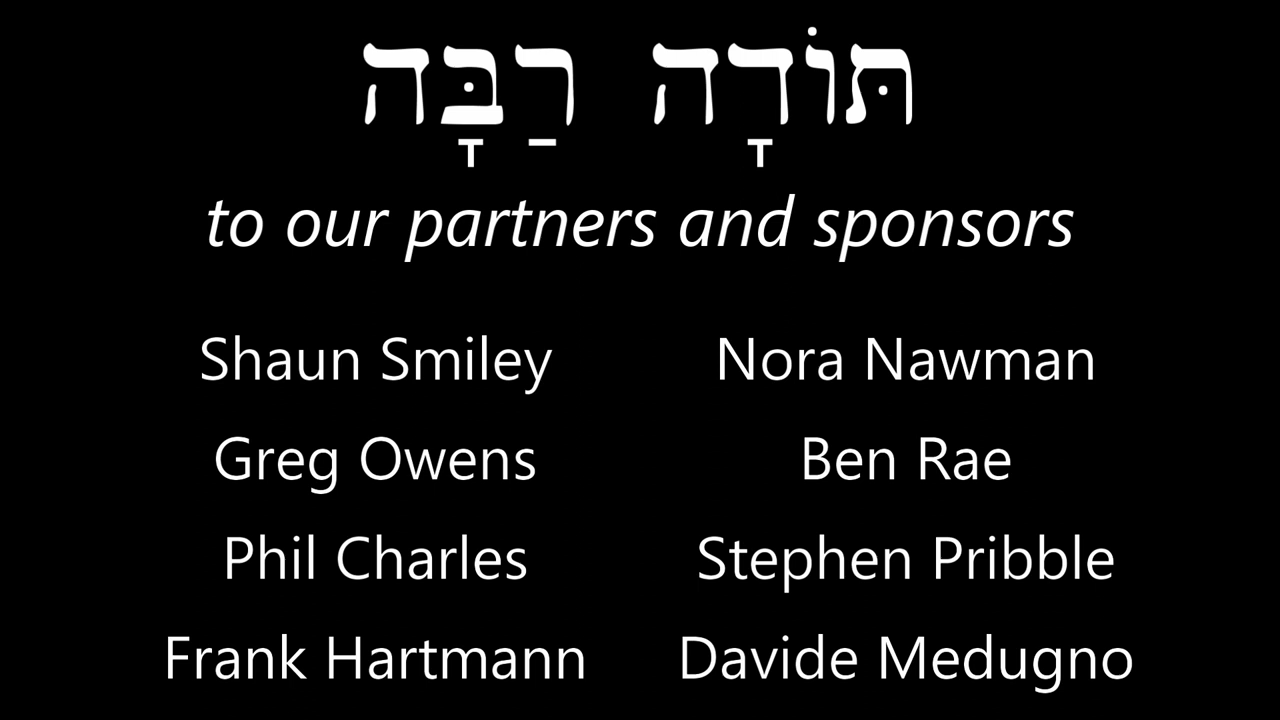 תּוֹדָה רַבָּה
to our partners and sponsors
Shaun Smiley Nora Nawman
Greg Owens Ben Rae
Phil Charles Stephen Pribble
Frank Hartmann Davide Medugno